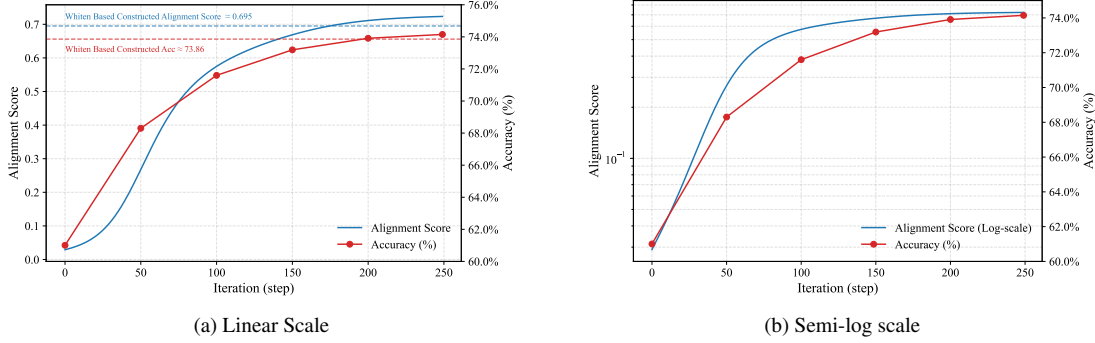 Whiten Based Constructed Alignment Score = 0.695
Whiten Based Constructed Acc ≈ 73.86
0.7
0.6
0.5
0.4
0.3
0.2
0.1
0.0
Alignment Score
76.0%
74.0%
72.0%
70.0%
68.0%
66.0%
64.0%
62.0%
60.0%
Accuracy (%)
Alignment Score
Accuracy (%)
0 50 100 150 200 250
Iteration (step)
(a) Linear Scale
10⁻¹
Alignment Score
74.0%
72.0%
70.0%
68.0%
66.0%
64.0%
62.0%
60.0%
Accuracy (%)
Alignment Score (Log-scale)
Accuracy (%)
0 50 100 150 200 250
Iteration (step)
(b) Semi-log scale